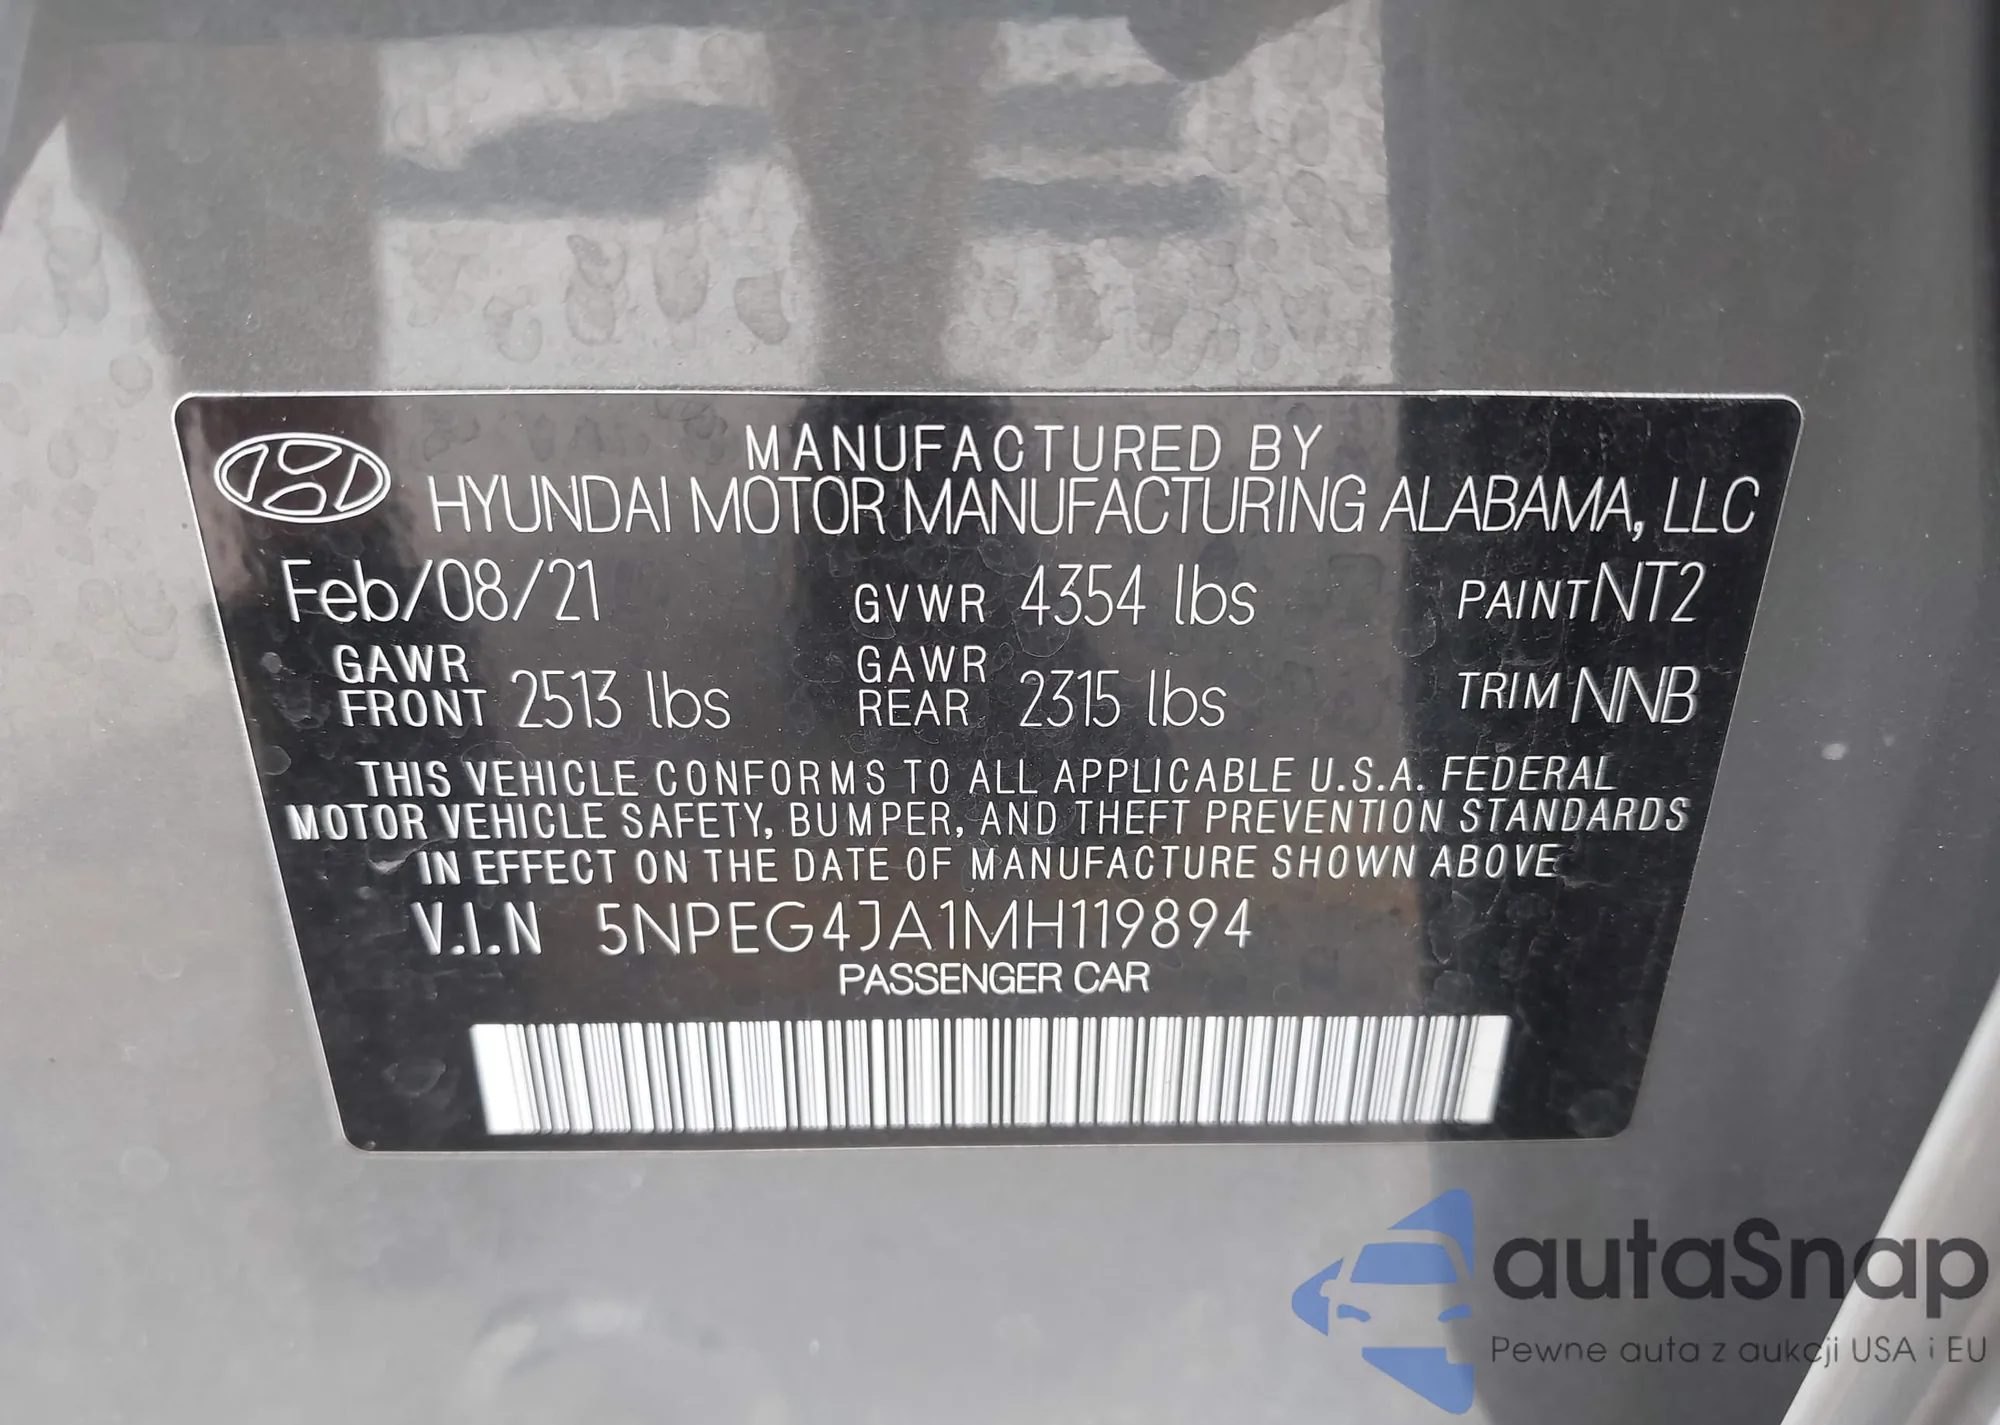 MANUFACTURED BY
HYUNDAI MOTOR MANUFACTURING ALABAMA, LLC
Feb/08/21 GVWR 4354 lbs PAINT NT2
GAWR FRONT 2513 lbs GAWR REAR 2315 lbs TRIM NNB
THIS VEHICLE CONFORMS TO ALL APPLICABLE U.S.A. FEDERAL
MOTOR VEHICLE SAFETY, BUMPER, AND THEFT PREVENTION STANDARDS
IN EFFECT ON THE DATE OF MANUFACTURE SHOWN ABOVE
V.I.N 5NPEG4JA1MH119894
PASSENGER CAR
autaSnap
Pewne auta z aukcji USA i EU